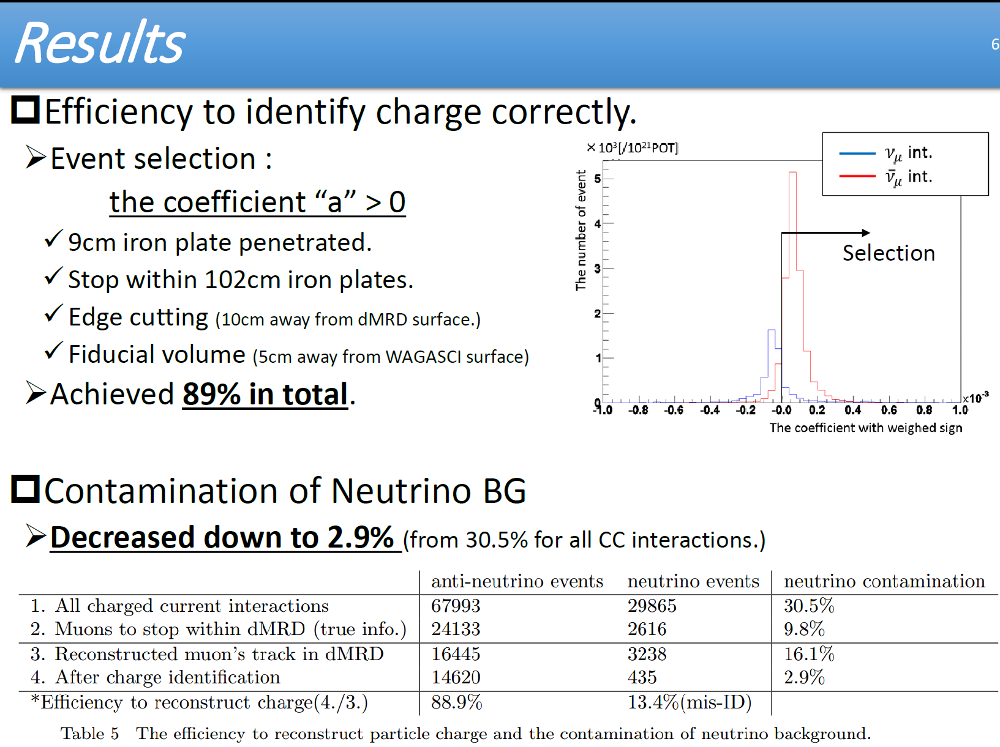 Results
6
Efficiency to identify charge correctly.
Event selection :
the coefficient “a” > 0
9cm iron plate penetrated.
Stop within 102cm iron plates.
Edge cutting (10cm away from dMRD surface.)
Fiducial volume (5cm away from WAGASCI surface)
Achieved 89% in total.
× 10³[/10²¹POT]
ν_μ int.
ν̄_μ int.
The number of event
5
4
3
2
1
0
Selection
-1.0 -0.8 -0.6 -0.4 -0.2 -0.0 0.2 0.4 0.6 0.8 1.0
×10⁻³
The coefficient with weighed sign
Contamination of Neutrino BG
Decreased down to 2.9% (from 30.5% for all CC interactions.)
anti-neutrino events neutrino events neutrino contamination
1. All charged current interactions 67993 29865 30.5%
2. Muons to stop within dMRD (true info.) 24133 2616 9.8%
3. Reconstructed muon’s track in dMRD 16445 3238 16.1%
4. After charge identification 14620 435 2.9%
*Efficiency to reconstruct charge(4./3.) 88.9% 13.4%(mis-ID)
Table 5 The efficiency to reconstruct particle charge and the contamination of neutrino background.